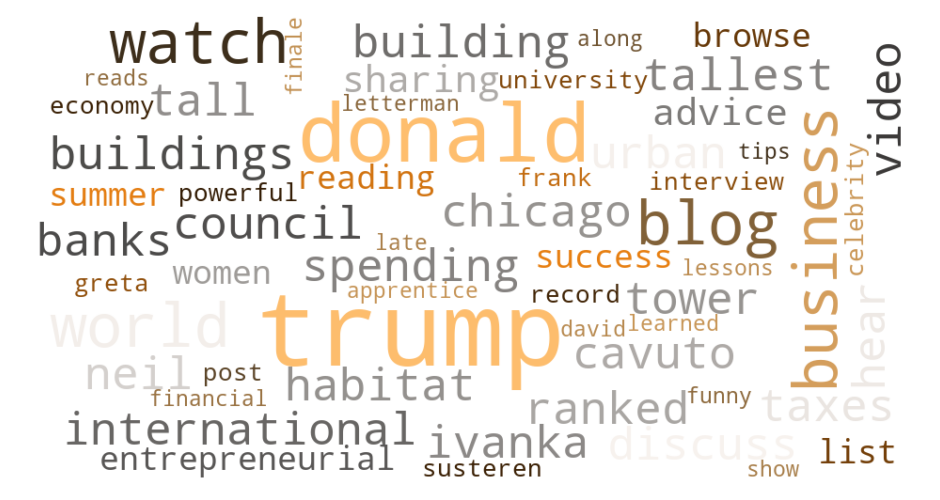 watch
finale
building
along
browse
reads
sharing
university
tallest
video
economy
tall
letterman
advice
donald
buildings
urban
tips
business
summer
powerful
reading
frank
interview
celebrity
banks
council
chicago
blog
late
spending
success
lessons
greta
women
apprentice
record
tower
hear
world
trump
david
learned
cavuto
neil
post
habitat
financial
ranked
funny
taxes
international
ivanka
discuss
list
entrepreneurial
susteren
show